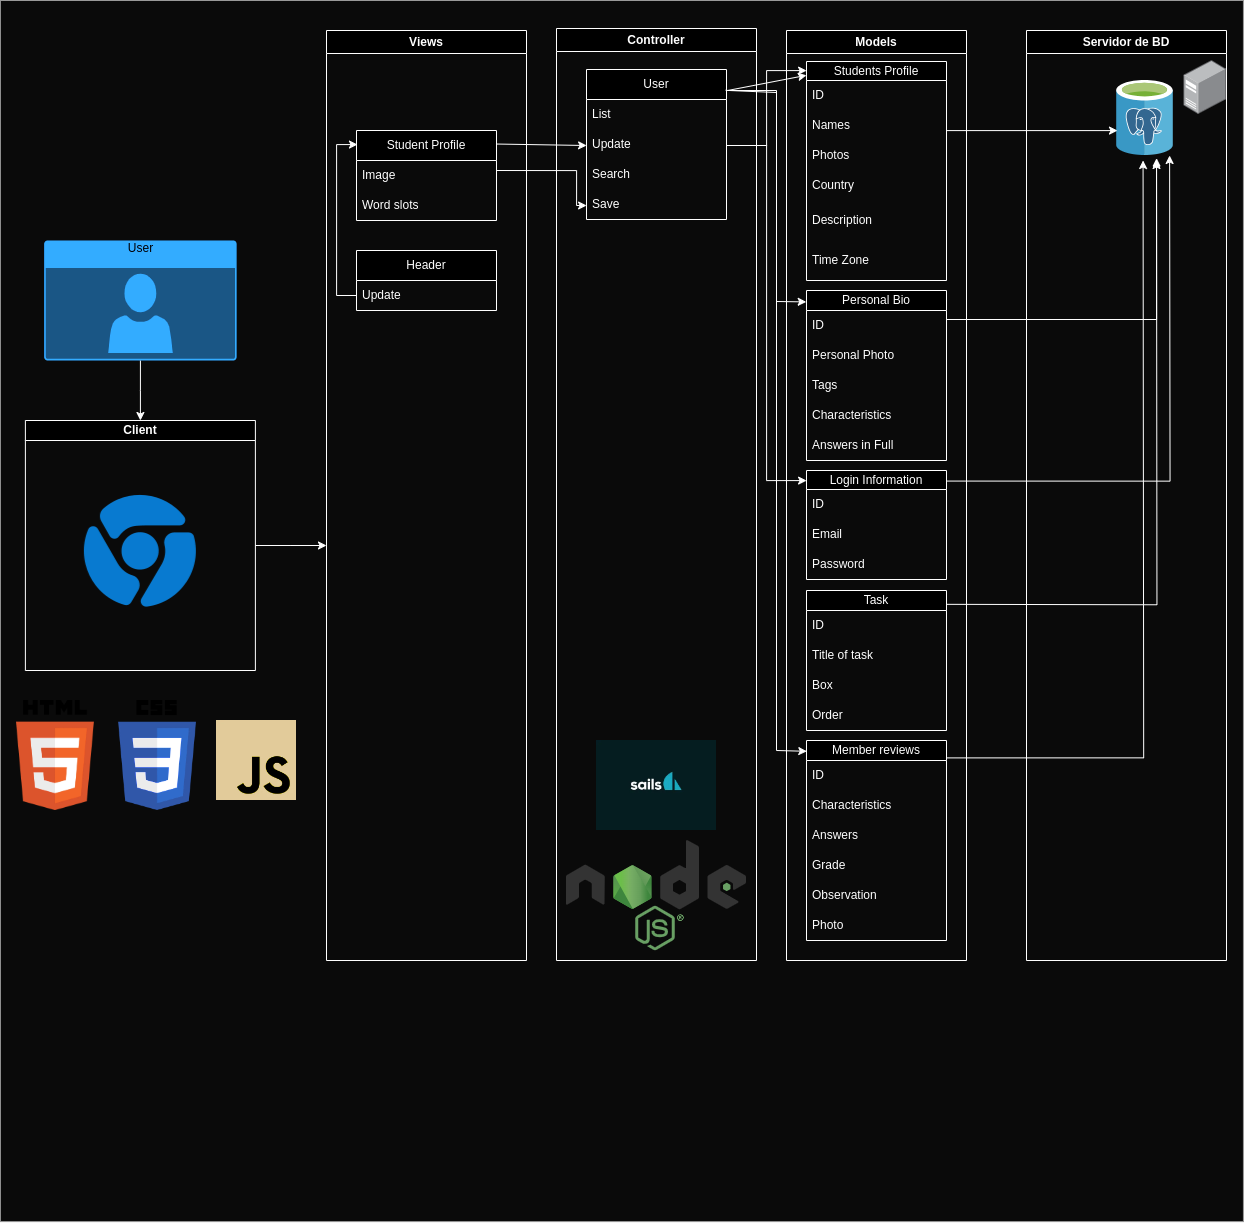 User
Client
HTML
5
CSS
3
JS
Views
Student Profile
Image
Word slots
Header
Update
Controller
User
List
Update
Search
Save
sails
node
JS
®
Models
Students Profile
ID
Names
Photos
Country
Description
Time Zone
Personal Bio
ID
Personal Photo
Tags
Characteristics
Answers in Full
Login Information
ID
Email
Password
Task
ID
Title of task
Box
Order
Member reviews
ID
Characteristics
Answers
Grade
Observation
Photo
Servidor de BD